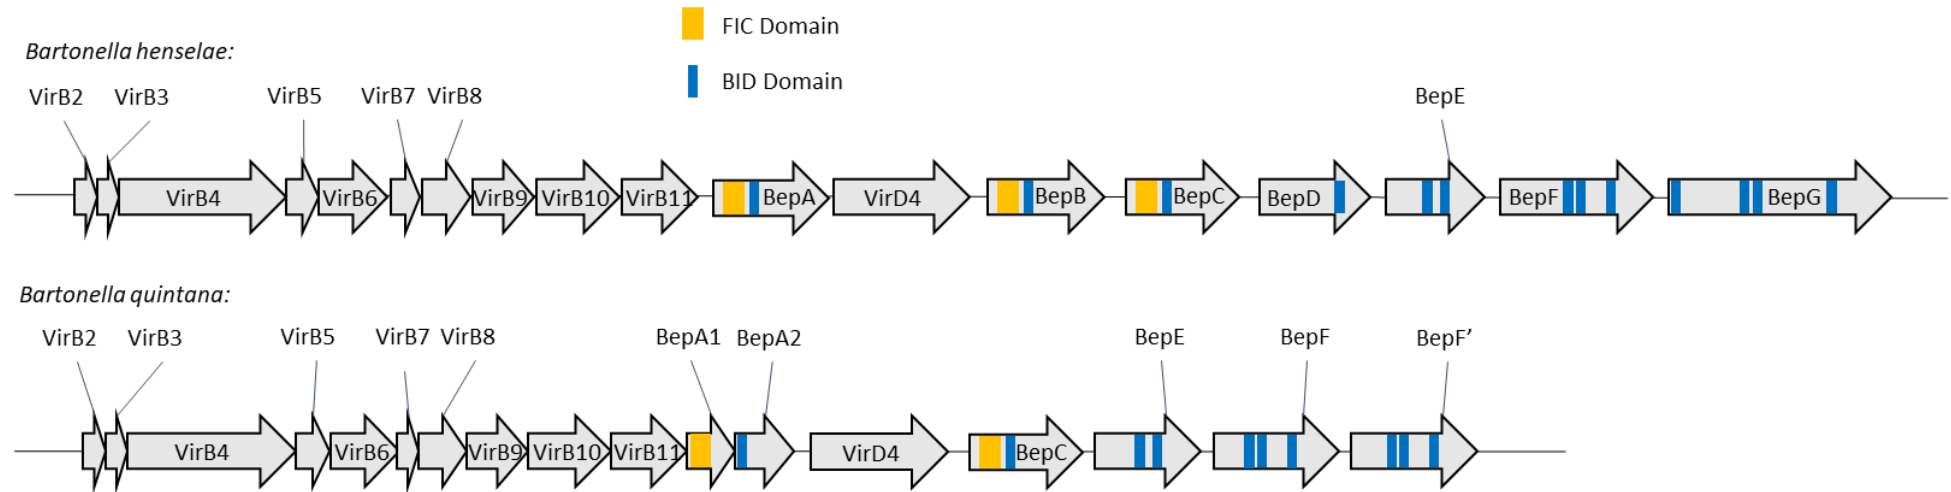 FIC Domain
Bartonella henselae:
BID Domain
VirB2 VirB3 VirB5 VirB7 VirB8 BepE
VirB4 VirB6 VirB9 VirB10 VirB11 BepA VirD4 BepB BepC BepD BepF BepG
Bartonella quintana:
VirB2 VirB3 VirB5 VirB7 VirB8 BepA1 BepA2 BepE BepF BepF’
VirB4 VirB6 VirB9 VirB10 VirB11 VirD4 BepC